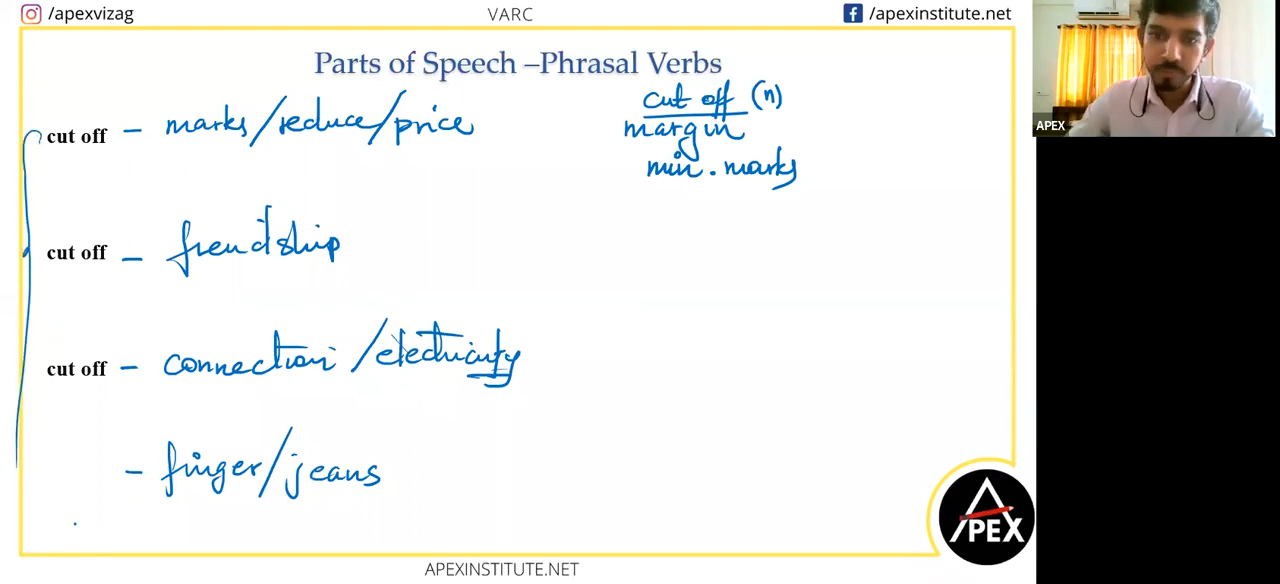 /apexvizag VARC /apexinstitute.net
Parts of Speech –Phrasal Verbs
cut off (n)
margin
min. marks
cut off – marks/reduce/price
cut off – frendship
cut off – connection/electricity
– finger/jeans
APEX
APEX
APEXINSTITUTE.NET